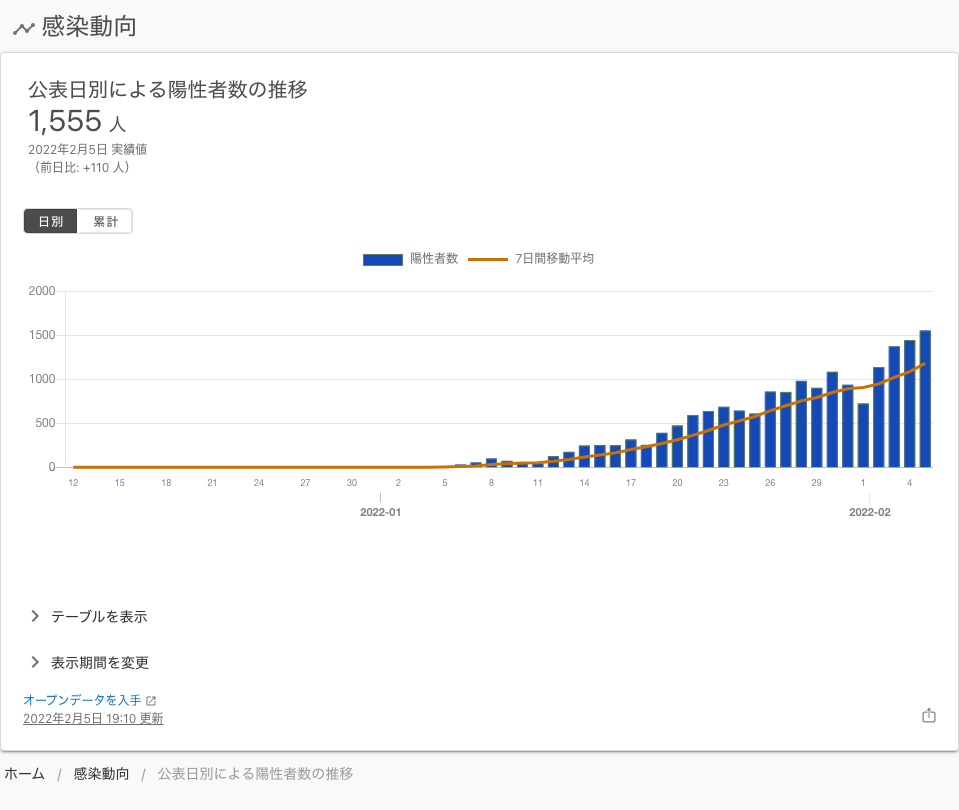 感染動向
公表日別による陽性者数の推移
1,555 人
2022年2月5日 実績値
（前日比: +110 人）
日別 累計
陽性者数 7日間移動平均
2000
1500
1000
500
0
12 15 18 21 24 27 30 2 5 8 11 14 17 20 23 26 29 1 4
2022-01 2022-02
テーブルを表示
表示期間を変更
オープンデータを入手
2022年2月5日 19:10 更新
ホーム / 感染動向 / 公表日別による陽性者数の推移